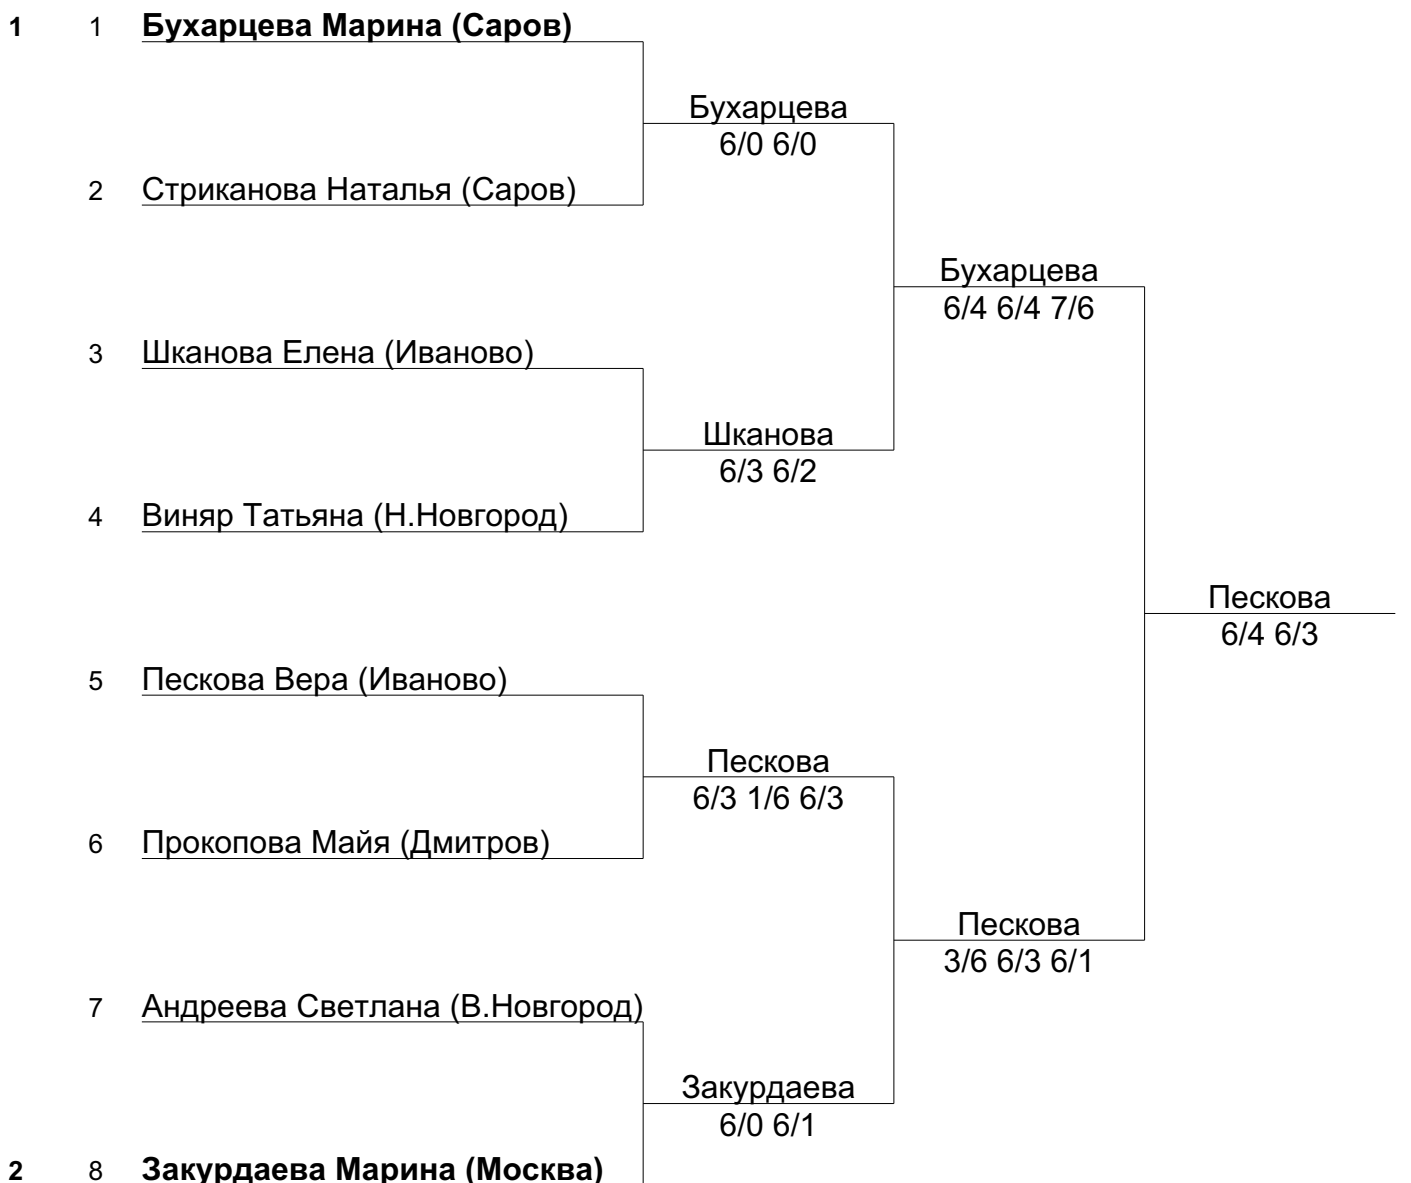 1 1 Бухарцева Марина (Саров)
Бухарцева
6/0 6/0
2 Стриканова Наталья (Саров)
Бухарцева
6/4 6/4 7/6
3 Шканова Елена (Иваново)
Шканова
6/3 6/2
4 Виняр Татьяна (Н.Новгород)
Пескова
6/4 6/3
5 Пескова Вера (Иваново)
Пескова
6/3 1/6 6/3
6 Прокопова Майя (Дмитров)
Пескова
3/6 6/3 6/1
7 Андреева Светлана (В.Новгород)
Закурдаева
6/0 6/1
2 8 Закурдаева Марина (Москва)